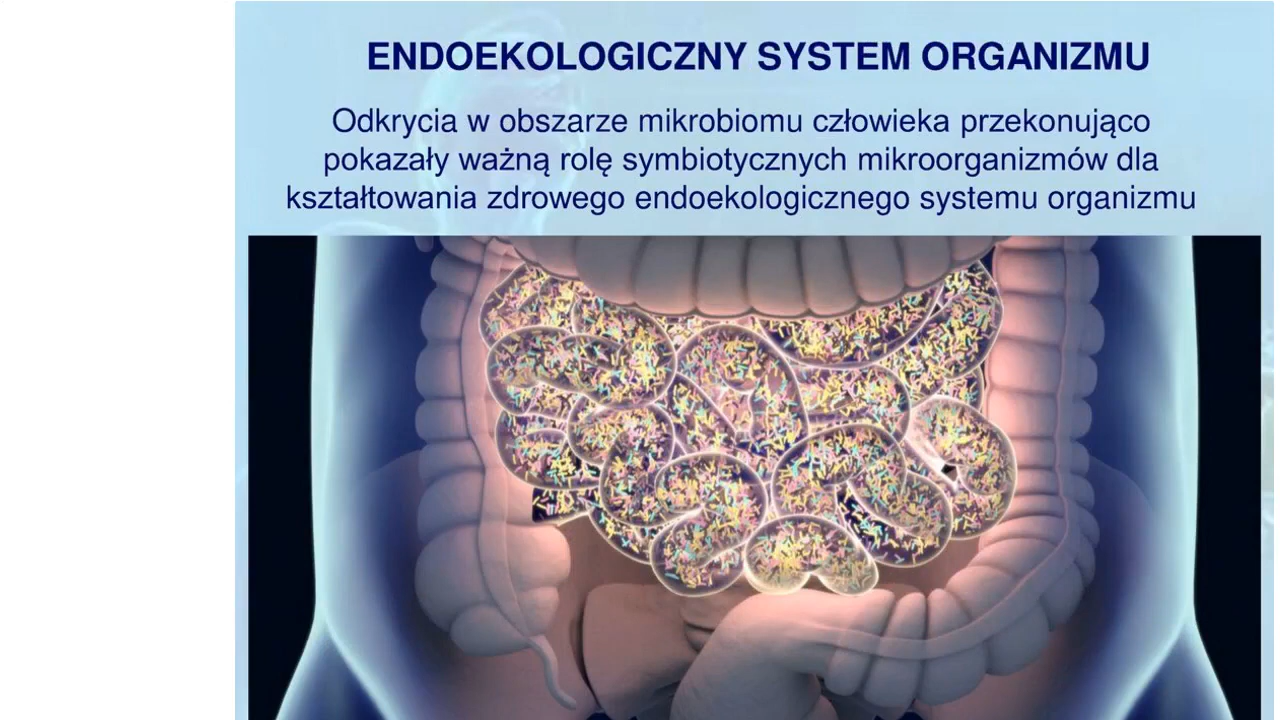 ENDOEKOLOGICZNY SYSTEM ORGANIZMU
Odkrycia w obszarze mikrobiomu człowieka przekonująco
pokazały ważną rolę symbiotycznych mikroorganizmów dla
kształtowania zdrowego endoekologicznego systemu organizmu